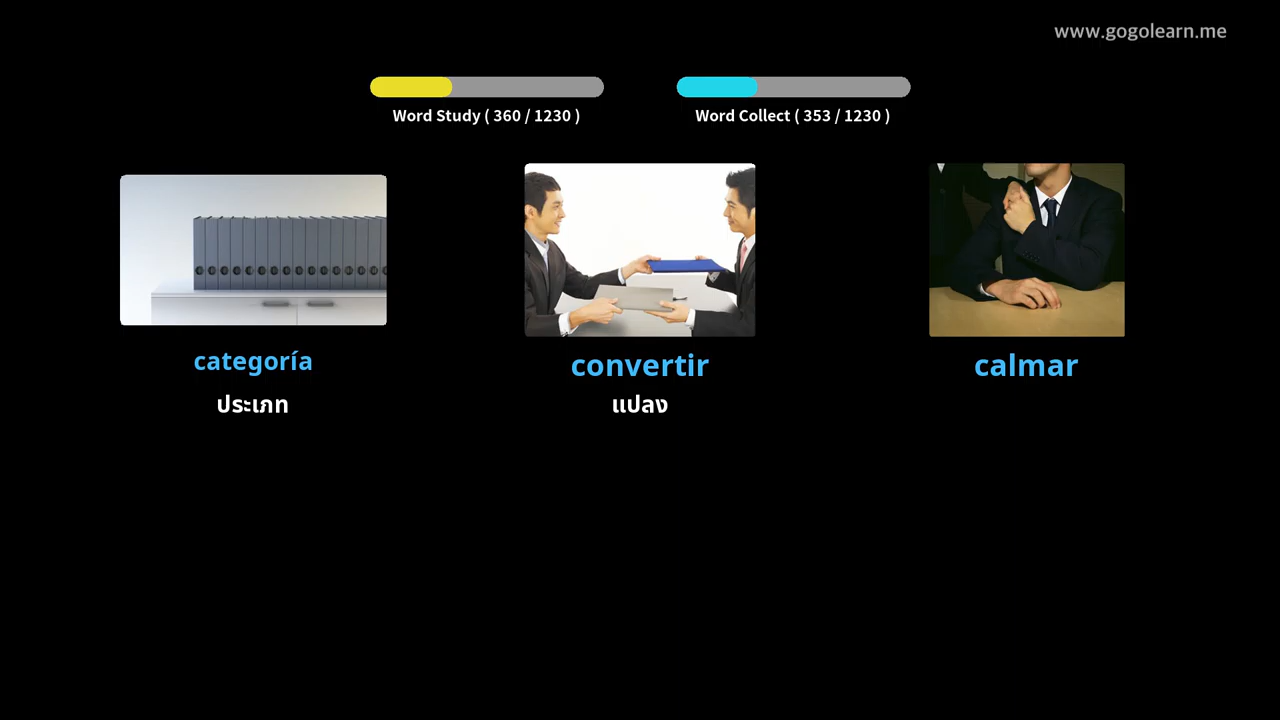 www.gogolearn.me
Word Study ( 360 / 1230 )
Word Collect ( 353 / 1230 )
categoría
ประเภท
convertir
แปลง
calmar